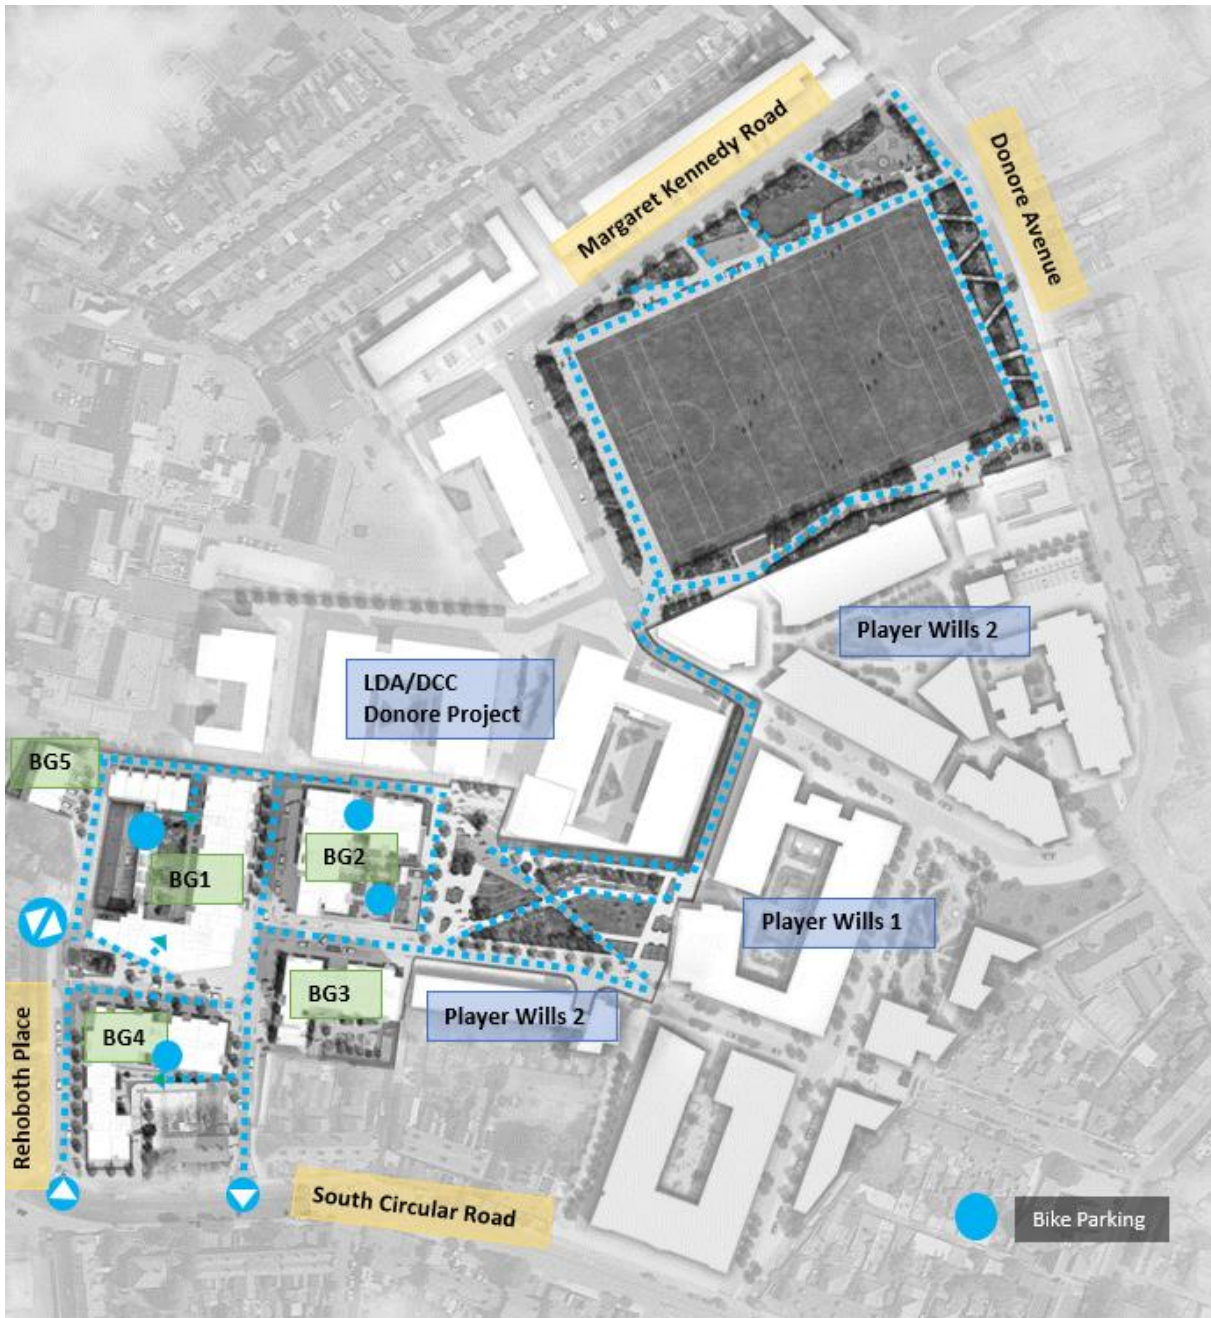 Margaret Kennedy Road
Donore Avenue
Player Wills 2
LDA/DCC
Donore Project
BG5
BG2
BG1
Player Wills 1
BG3
Player Wills 2
BG4
Rehoboth Place
South Circular Road
Bike Parking